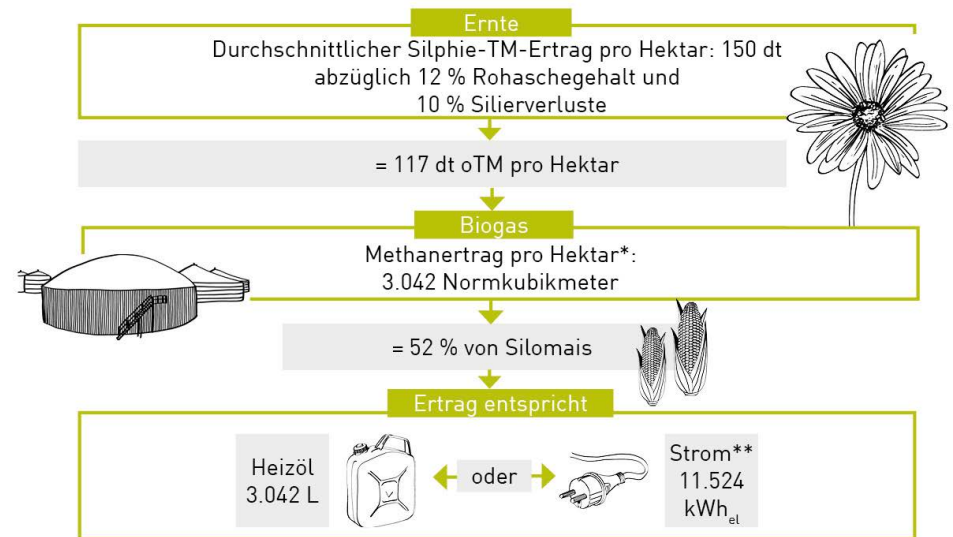 Ernte
Durchschnittlicher Silphie-TM-Ertrag pro Hektar: 150 dt
abzüglich 12 % Rohaschegehalt und
10 % Silierverluste
= 117 dt oTM pro Hektar
Biogas
Methanertrag pro Hektar*:
3.042 Normkubikmeter
= 52 % von Silomais
Ertrag entspricht
Heizöl
3.042 L
oder
Strom**
11.524
kWhel